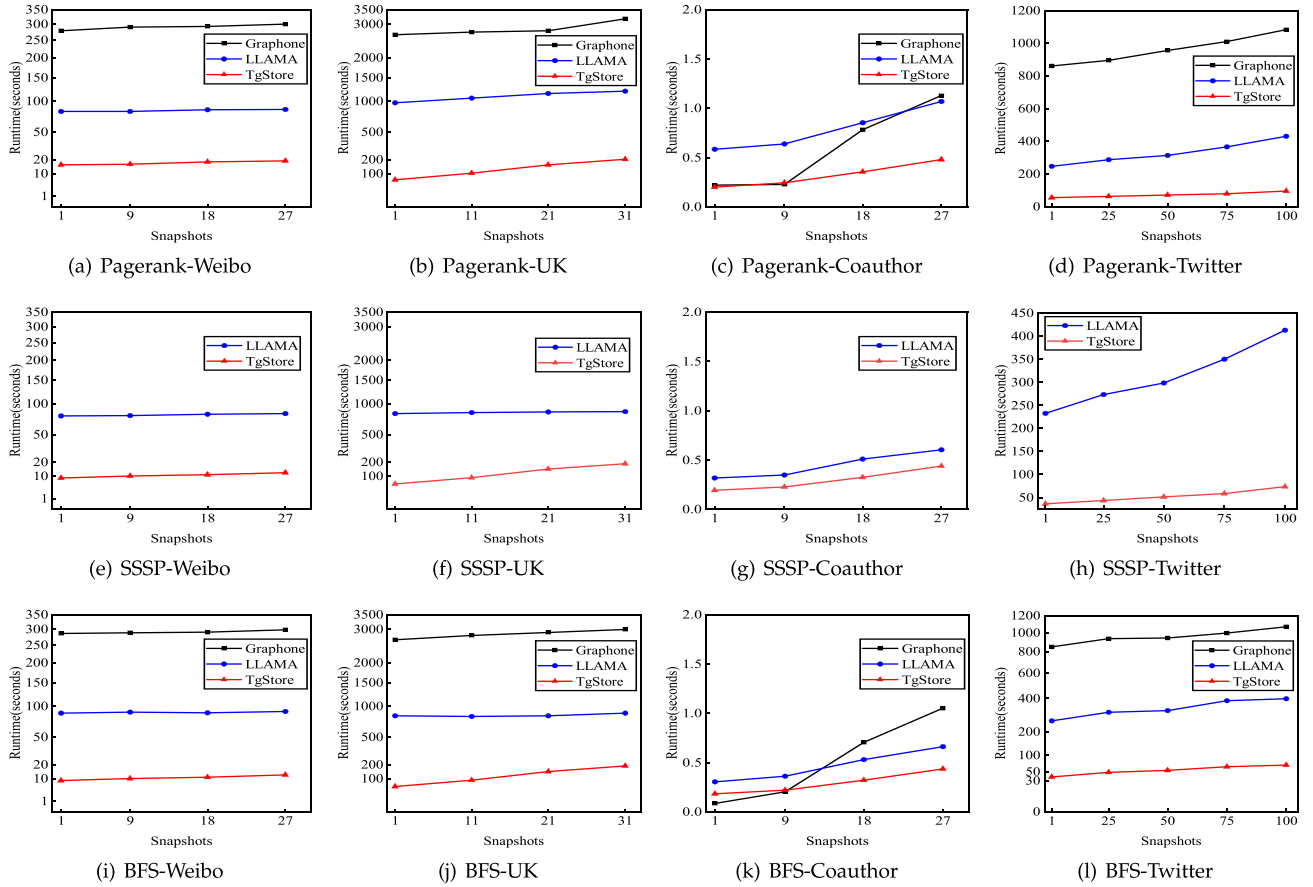 350
300
250
200
150
100
50
20
10
1
Runtime(seconds)
Graphone
LLAMA
TgStore
1 9 18 27
Snapshots
(a) Pagerank-Weibo
350
3000
2000
1500
1000
500
200
100
Runtime(seconds)
Graphone
LLAMA
TgStore
1 11 21 31
Snapshots
(b) Pagerank-UK
2.0
1.5
1.0
0.5
0.0
Runtime(seconds)
Graphone
LLAMA
TgStore
1 9 18 27
Snapshots
(c) Pagerank-Coauthor
1200
1000
800
600
400
200
0
Runtime(seconds)
Graphone
LLAMA
TgStore
1 25 50 75 100
Snapshots
(d) Pagerank-Twitter
350
300
250
200
150
100
50
20
10
1
Runtime(seconds)
LLAMA
TgStore
1 9 18 27
Snapshots
(e) SSSP-Weibo
350
3000
2000
1500
1000
500
200
100
Runtime(seconds)
LLAMA
TgStore
1 11 21 31
Snapshots
(f) SSSP-UK
2.0
1.5
1.0
0.5
0.0
Runtime(seconds)
LLAMA
TgStore
1 9 18 27
Snapshots
(g) SSSP-Coauthor
450
400
350
300
250
200
150
100
50
Runtime(seconds)
LLAMA
TgStore
1 25 50 75 100
Snapshots
(h) SSSP-Twitter
350
300
250
200
150
100
50
20
10
1
Runtime(seconds)
Graphone
LLAMA
TgStore
1 9 18 27
Snapshots
(i) BFS-Weibo
350
3000
2000
1500
1000
500
200
100
Runtime(seconds)
Graphone
LLAMA
TgStore
1 11 21 31
Snapshots
(j) BFS-UK
2.0
1.5
1.0
0.5
0.0
Runtime(seconds)
Graphone
LLAMA
TgStore
1 9 18 27
Snapshots
(k) BFS-Coauthor
1200
1000
800
600
400
200
100
50
30
0
Runtime(seconds)
Graphone
LLAMA
TgStore
1 25 50 75 100
Snapshots
(l) BFS-Twitter